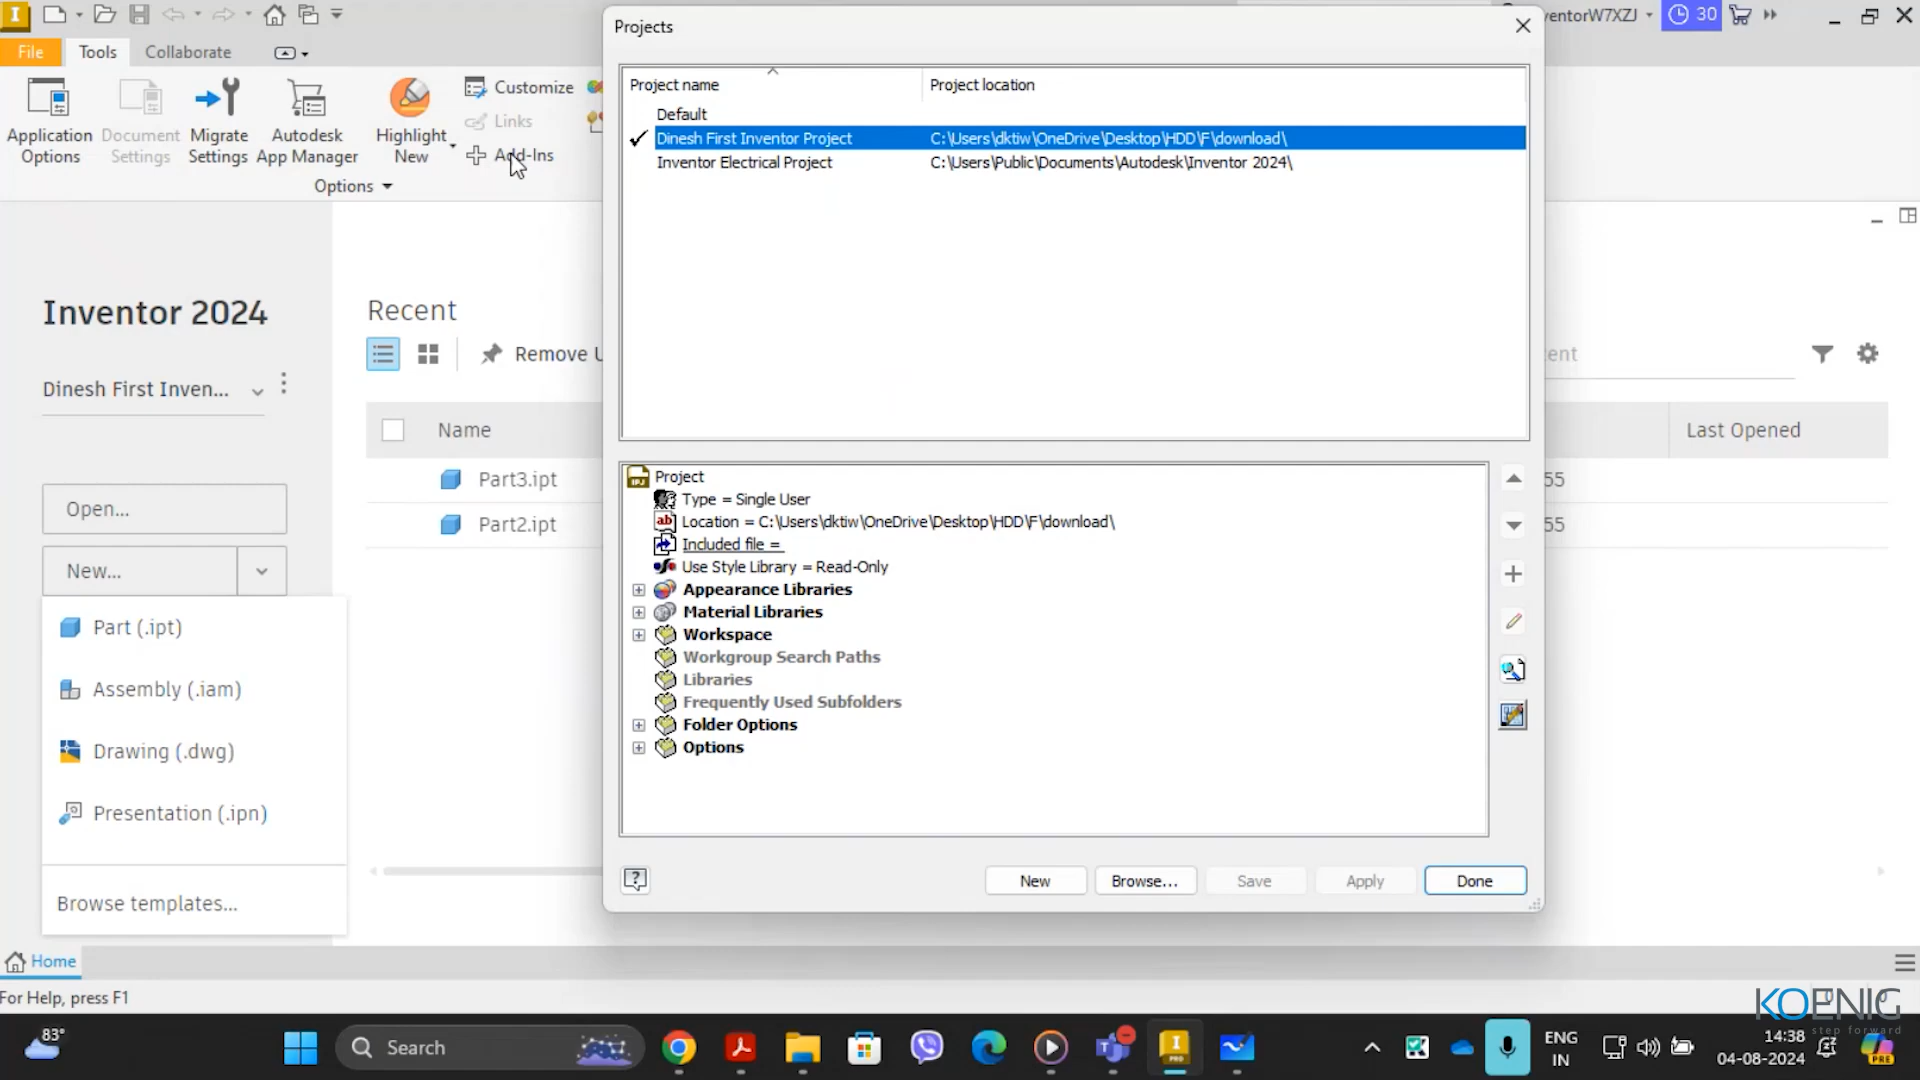 I
ventorW7XZJ
30
File
Tools
Collaborate
Application
Options
Document
Settings
Migrate
Settings
Autodesk
App Manager
Highlight
New
Customize
Links
Add-Ins
Options
Inventor 2024
Dinesh First Inven...
Open...
New...
Part (.ipt)
Assembly (.iam)
Drawing (.dwg)
Presentation (.ipn)
Browse templates...
Recent
Remove U
ent
Name
Last Opened
Part3.ipt
55
Part2.ipt
55
Projects
Project name
Project location
Default
Dinesh First Inventor Project
C:\Users\dktiw\OneDrive\Desktop\HDD\F\download\
Inventor Electrical Project
C:\Users\Public\Documents\Autodesk\Inventor 2024\
Project
Type = Single User
Location = C:\Users\dktiw\OneDrive\Desktop\HDD\F\download\
Included file =
Use Style Library = Read-Only
Appearance Libraries
Material Libraries
Workspace
Workgroup Search Paths
Libraries
Frequently Used Subfolders
Folder Options
Options
New
Browse...
Save
Apply
Done
Home
For Help, press F1
KOENIG
step forward
83°
Search
ENG
IN
14:38
04-08-2024
PRE